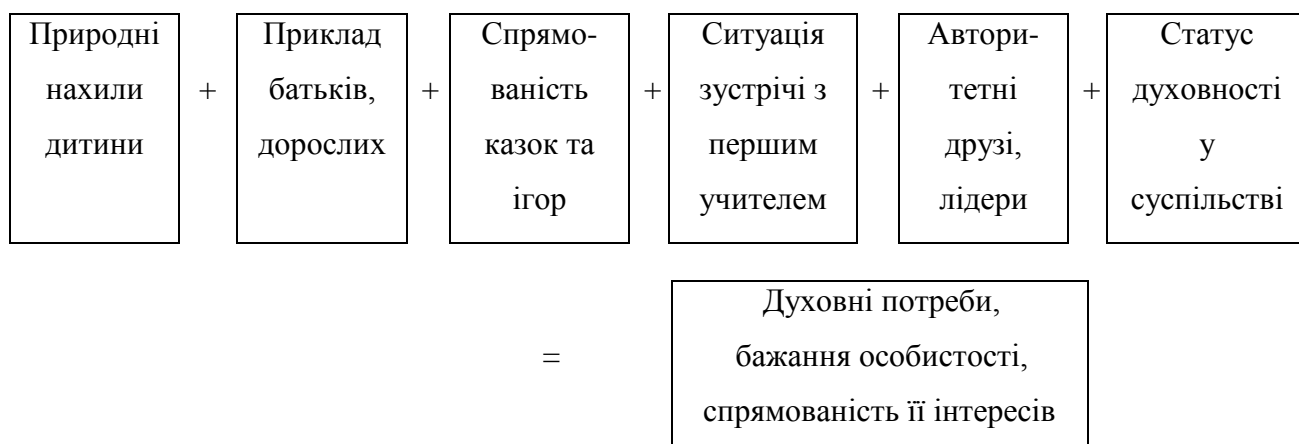 Природні
нахили
дитини
+
Приклад
батьків,
дорослих
+
Спрямо-
ваність
казок та
ігор
+
Ситуація
зустрічі з
першим
учителем
+
Автори-
тетні
друзі,
лідери
+
Статус
духовності
у
суспільстві
=
Духовні потреби,
бажання особистості,
спрямованість її інтересів